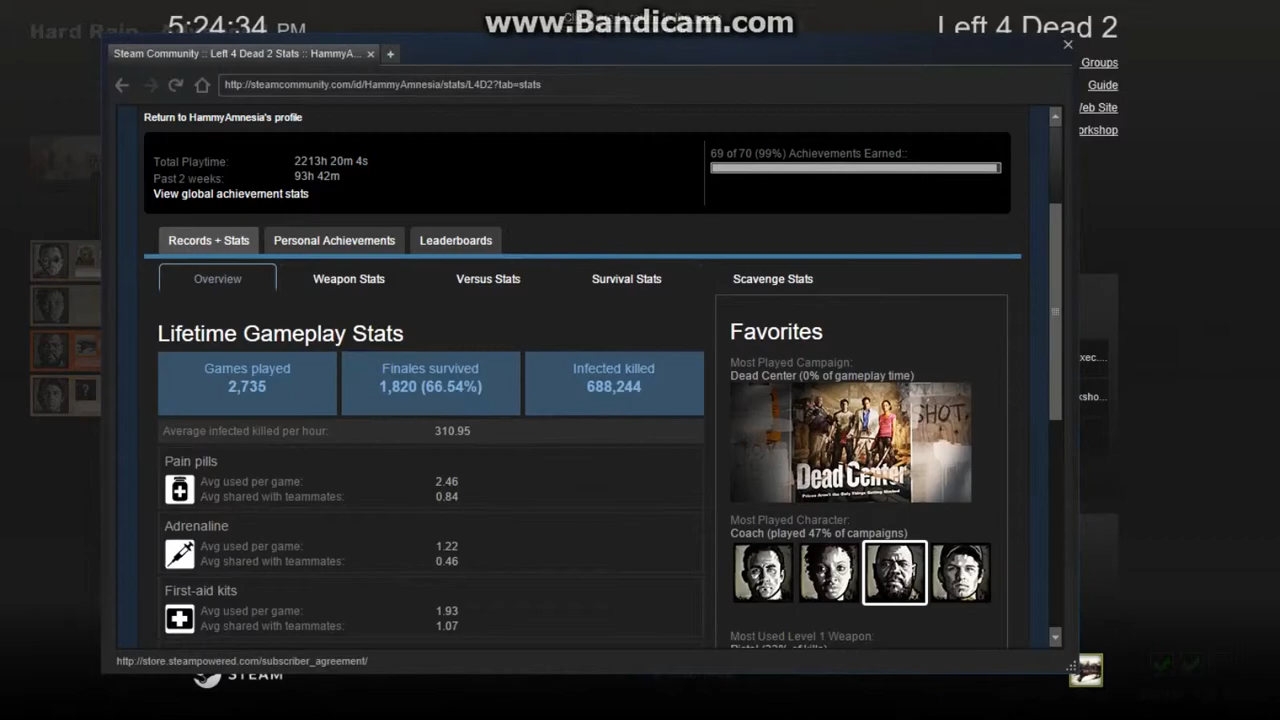 www.Bandicam.com
Hard Rain,
5:24:34 PM
Left 4 Dead 2
Steam Community :: Left 4 Dead 2 Stats :: HammyA...
http://steamcommunity.com/id/HammyAmnesia/stats/L4D2?tab=stats
Groups
Guide
Web Site
orkshop
Return to HammyAmnesia's profile
Total Playtime: 2213h 20m 4s
Past 2 weeks: 93h 42m
View global achievement stats
69 of 70 (99%) Achievements Earned::
Records + Stats
Personal Achievements
Leaderboards
Overview
Weapon Stats
Versus Stats
Survival Stats
Scavenge Stats
Lifetime Gameplay Stats
Games played
2,735
Finales survived
1,820 (66.54%)
Infected killed
688,244
Average infected killed per hour: 310.95
Pain pills
Avg used per game: 2.46
Avg shared with teammates: 0.84
Adrenaline
Avg used per game: 1.22
Avg shared with teammates: 0.46
First-aid kits
Avg used per game: 1.93
Avg shared with teammates: 1.07
Favorites
Most Played Campaign:
Dead Center (0% of gameplay time)
SHOT.
Dead Center
Most Played Character:
Coach (played 47% of campaigns)
Most Used Level 1 Weapon:
exec....
ksho...
http://store.steampowered.com/subscriber_agreement/
STEAM